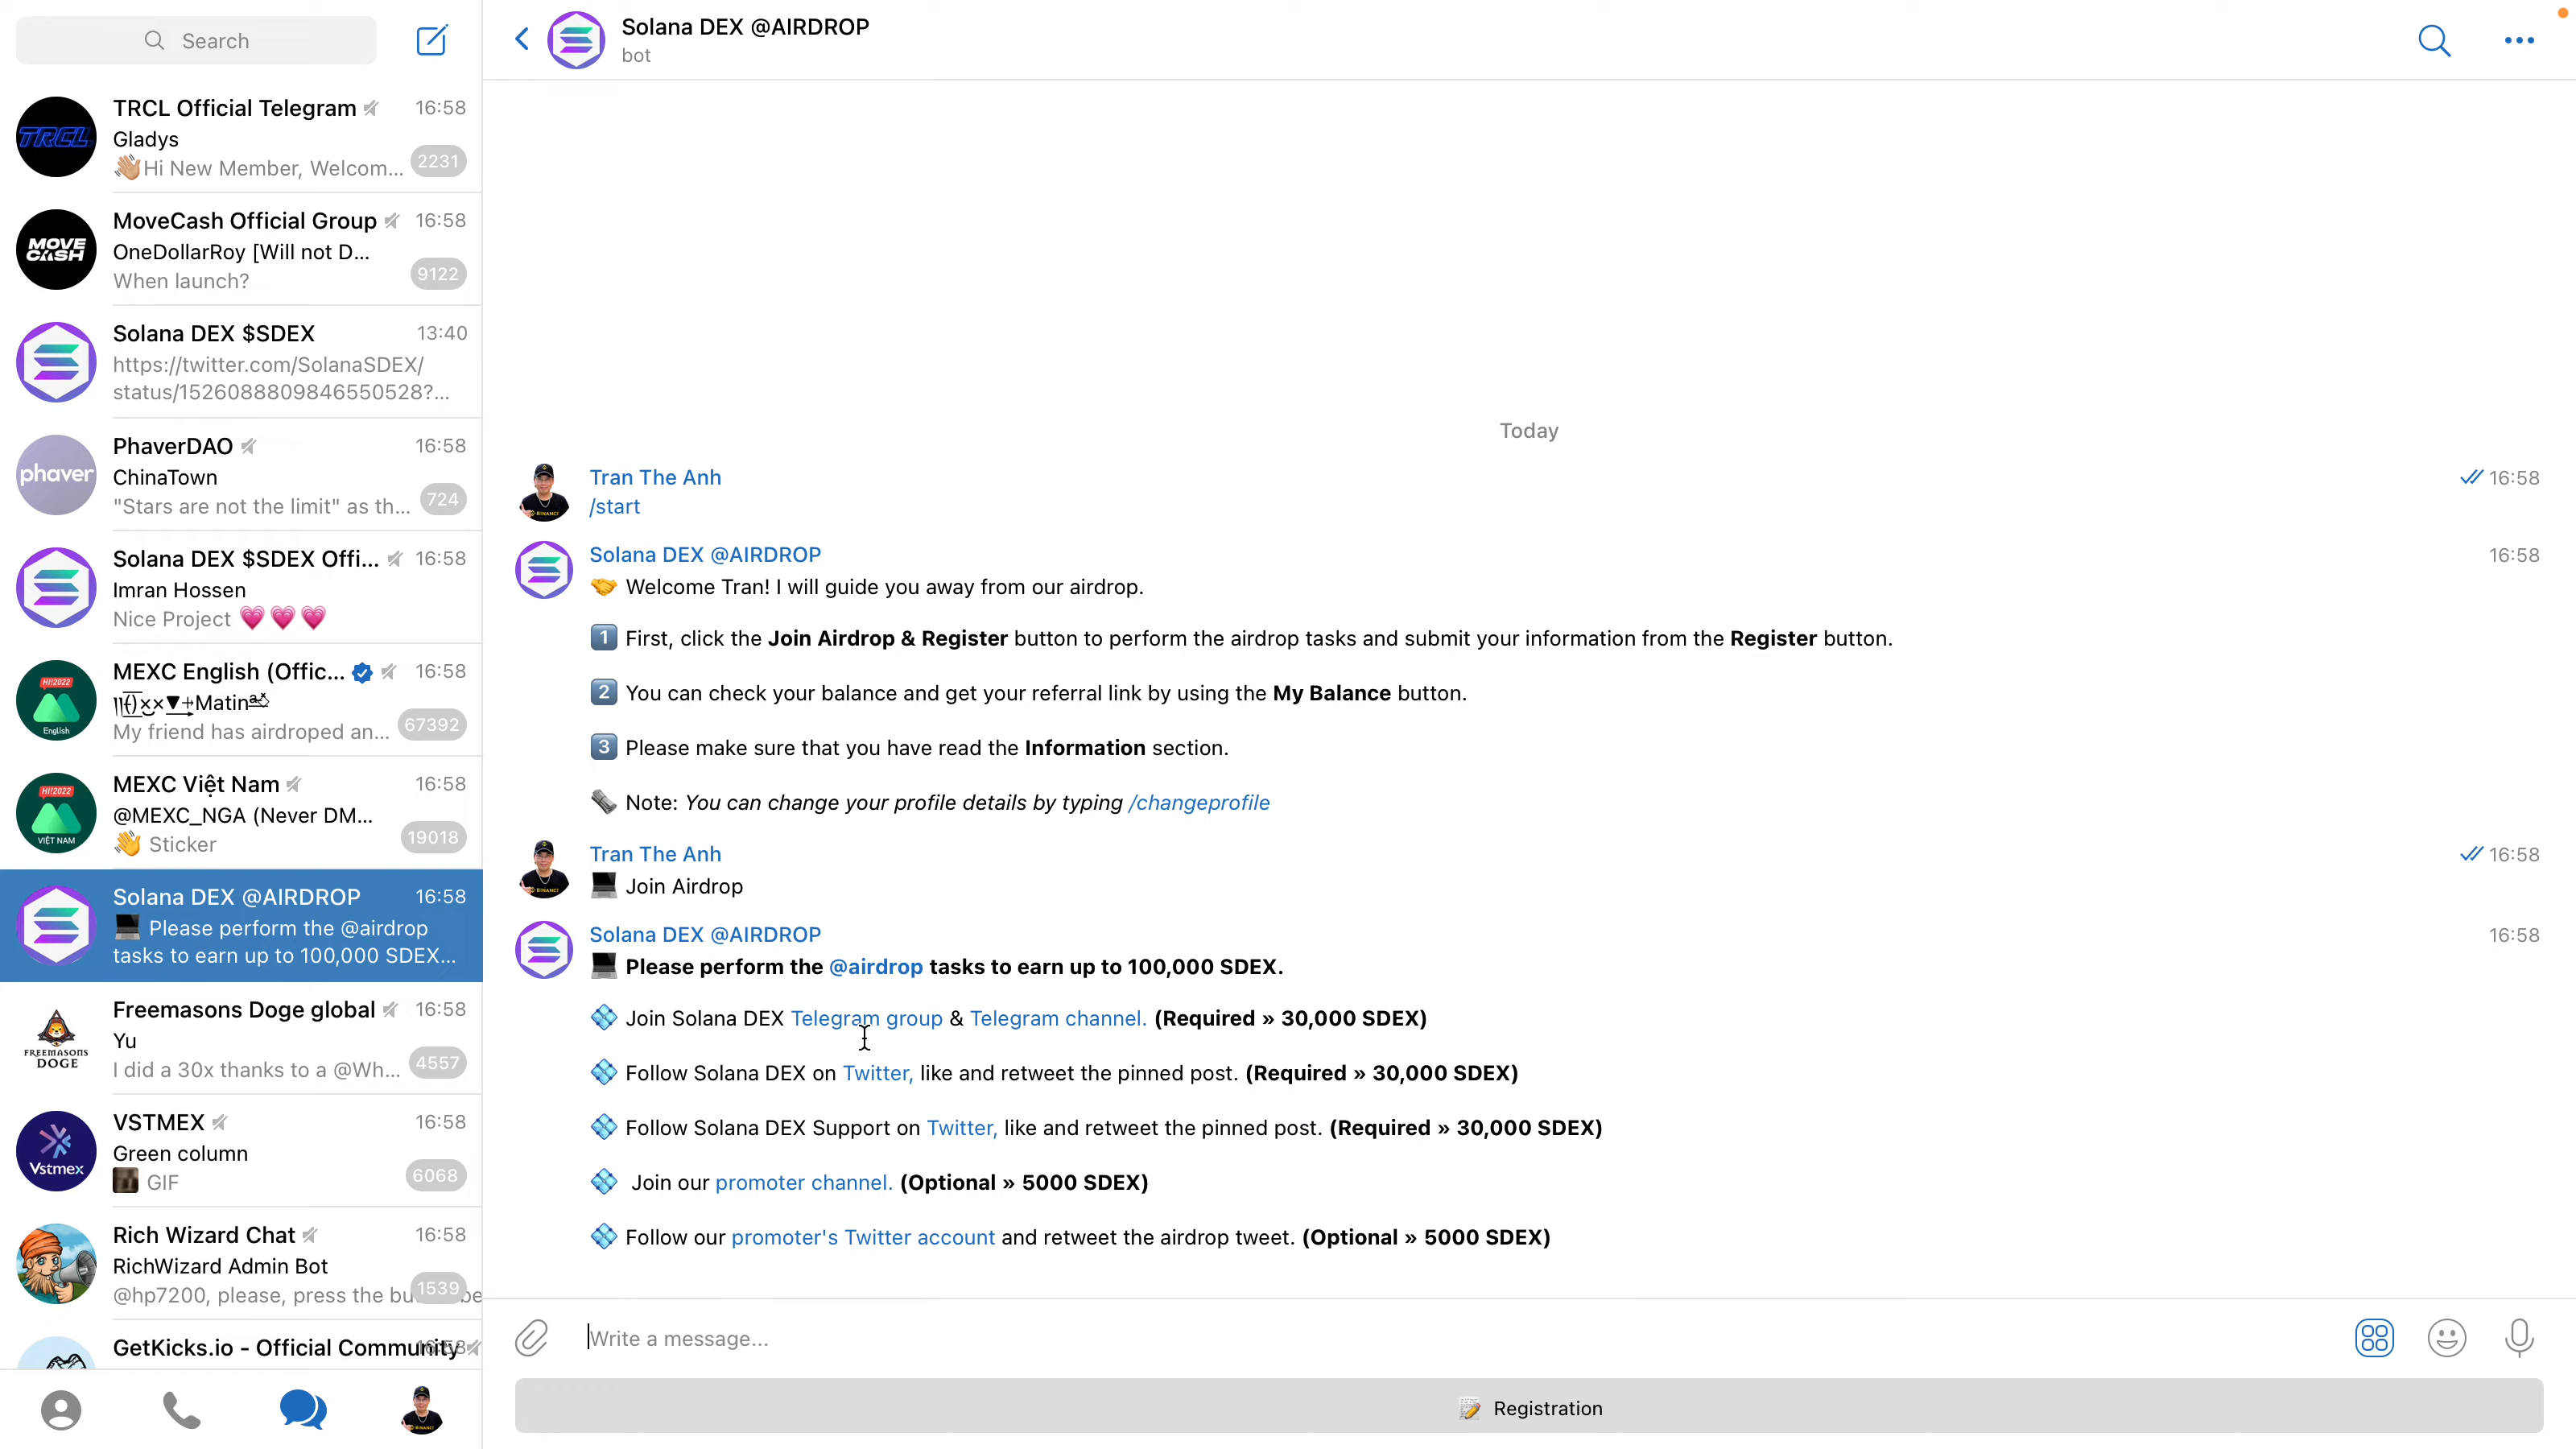 Search
TRCL Official Telegram 16:58
Gladys
Hi New Member, Welcom... 2231
MoveCash Official Group 16:58
OneDollarRoy [Will not D...
When launch? 9122
Solana DEX $SDEX 13:40
https://twitter.com/SolanaSDEX/
status/1526088809846550528?...
PhaverDAO 16:58
ChinaTown
"Stars are not the limit" as th... 724
Solana DEX $SDEX Offi... 16:58
Imran Hossen
Nice Project 💗💗💗
MEXC English (Offic... 16:58
Matin
My friend has airdroped an... 67392
MEXC Việt Nam 16:58
@MEXC_NGA (Never DM...
👋 Sticker 19018
Solana DEX @AIRDROP 16:58
💻 Please perform the @airdrop
tasks to earn up to 100,000 SDEX...
Freemasons Doge global 16:58
Yu
I did a 30x thanks to a @Wh... 4557
VSTMEX 16:58
Green column
GIF 6068
Rich Wizard Chat 16:58
RichWizard Admin Bot
@hp7200, please, press the bu 1539 be
GetKicks.io - Official Community
TRCL
MOVE
CASH
phaver
HI!2022
English
HI!2022
VIỆT NAM
FREEMASONS
DOGE
Vstmex
Solana DEX @AIRDROP
bot
Today
Tran The Anh 16:58
/start
Solana DEX @AIRDROP 16:58
🤝 Welcome Tran! I will guide you away from our airdrop.
1️⃣ First, click the Join Airdrop & Register button to perform the airdrop tasks and submit your information from the Register button.
2️⃣ You can check your balance and get your referral link by using the My Balance button.
3️⃣ Please make sure that you have read the Information section.
🗞 Note: You can change your profile details by typing /changeprofile
Tran The Anh 16:58
💻 Join Airdrop
Solana DEX @AIRDROP 16:58
💻 Please perform the @airdrop tasks to earn up to 100,000 SDEX.
💠 Join Solana DEX Telegram group & Telegram channel. (Required » 30,000 SDEX)
💠 Follow Solana DEX on Twitter, like and retweet the pinned post. (Required » 30,000 SDEX)
💠 Follow Solana DEX Support on Twitter, like and retweet the pinned post. (Required » 30,000 SDEX)
💠 Join our promoter channel. (Optional » 5000 SDEX)
💠 Follow our promoter's Twitter account and retweet the airdrop tweet. (Optional » 5000 SDEX)
Write a message...
📝 Registration